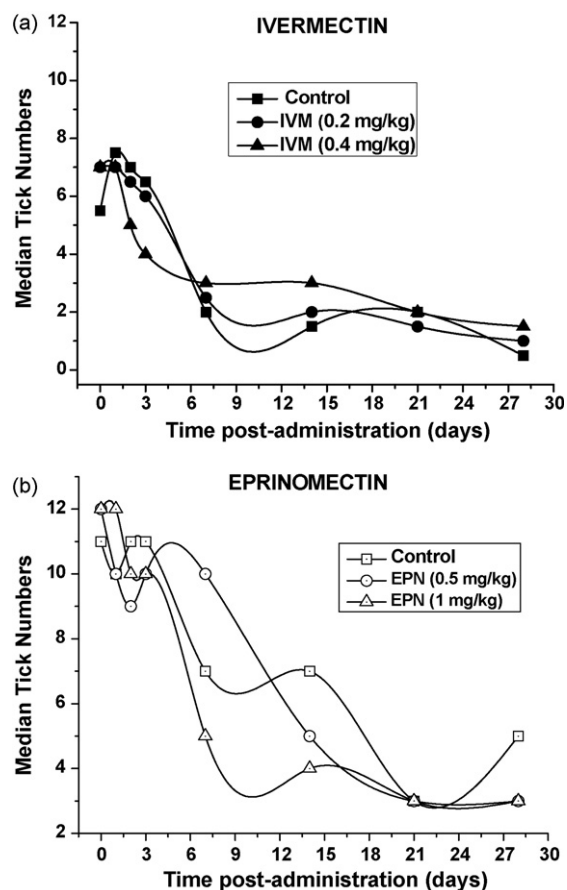 (a)
IVERMECTIN
Control
IVM (0.2 mg/kg)
IVM (0.4 mg/kg)
Median Tick Numbers
12
10
8
6
4
2
0
0 3 6 9 12 15 18 21 24 27 30
Time post-administration (days)
(b)
EPRINOMECTIN
Control
EPN (0.5 mg/kg)
EPN (1 mg/kg)
Median Tick Numbers
12
10
8
6
4
2
0 3 6 9 12 15 18 21 24 27 30
Time post-administration (days)